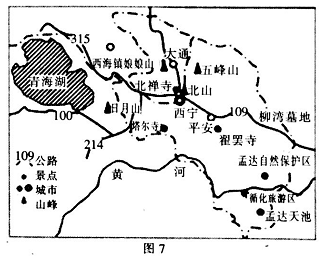 315
西海镇娘娘山
大通
五峰山
青海湖
北禅寺
北山
日月山
西宁
109
100
塔尔寺
平安
瞿昙寺
柳湾墓地
214
孟达自然保护区
109 公路
景点
城市
山峰
黄 河
循化旅游区
孟达天池
图 7